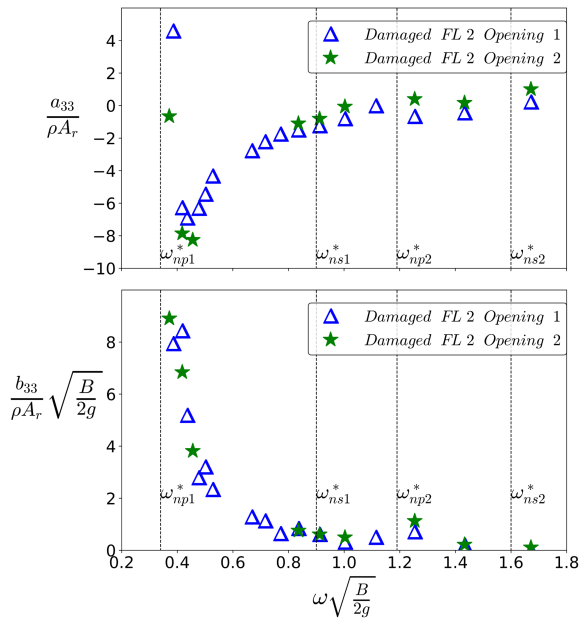 Damaged FL 2 Opening 1
Damaged FL 2 Opening 2
4
2
0
−2
−4
−6
−8
−10
a₃₃/ρAᵣ
ω*ₙₚ₁ ω*ₙₛ₁ ω*ₙₚ₂ ω*ₙₛ₂
Damaged FL 2 Opening 1
Damaged FL 2 Opening 2
8
6
4
2
0
b₃₃/ρAᵣ √(B/2g)
ω*ₙₚ₁ ω*ₙₛ₁ ω*ₙₚ₂ ω*ₙₛ₂
0.2 0.4 0.6 0.8 1.0 1.2 1.4 1.6 1.8
ω√(B/2g)